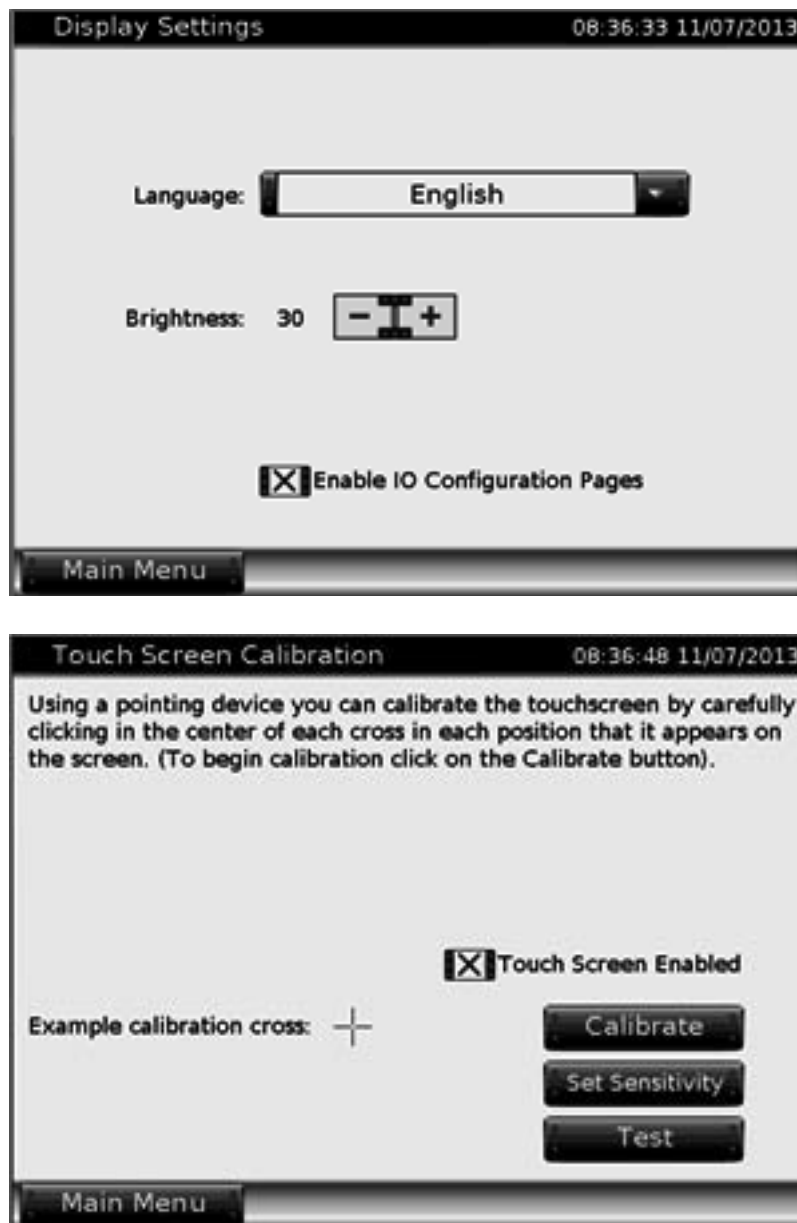 Display Settings 08:36:33 11/07/2013
Language: English
Brightness: 30 - +
Enable IO Configuration Pages
Main Menu
Touch Screen Calibration 08:36:48 11/07/2013
Using a pointing device you can calibrate the touchscreen by carefully
clicking in the center of each cross in each position that it appears on
the screen. (To begin calibration click on the Calibrate button).
Touch Screen Enabled
Example calibration cross: Calibrate
Set Sensitivity
Test
Main Menu